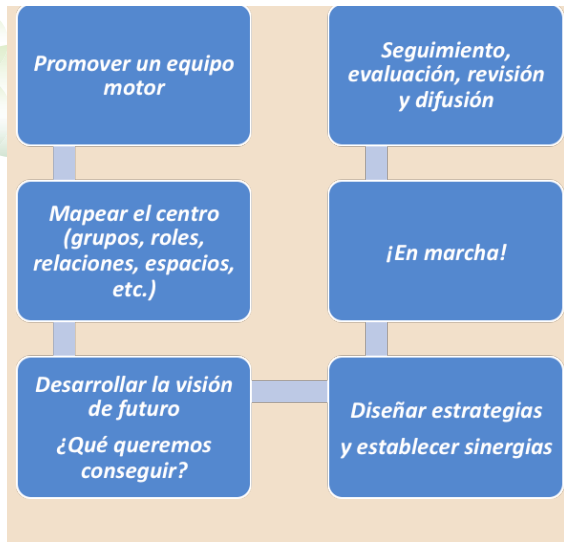 Promover un equipo
motor
Mapear el centro
(grupos, roles,
relaciones, espacios,
etc.)
Desarrollar la visión
de futuro
¿Qué queremos
conseguir?
Diseñar estrategias
y establecer sinergias
¡En marcha!
Seguimiento,
evaluación, revisión
y difusión